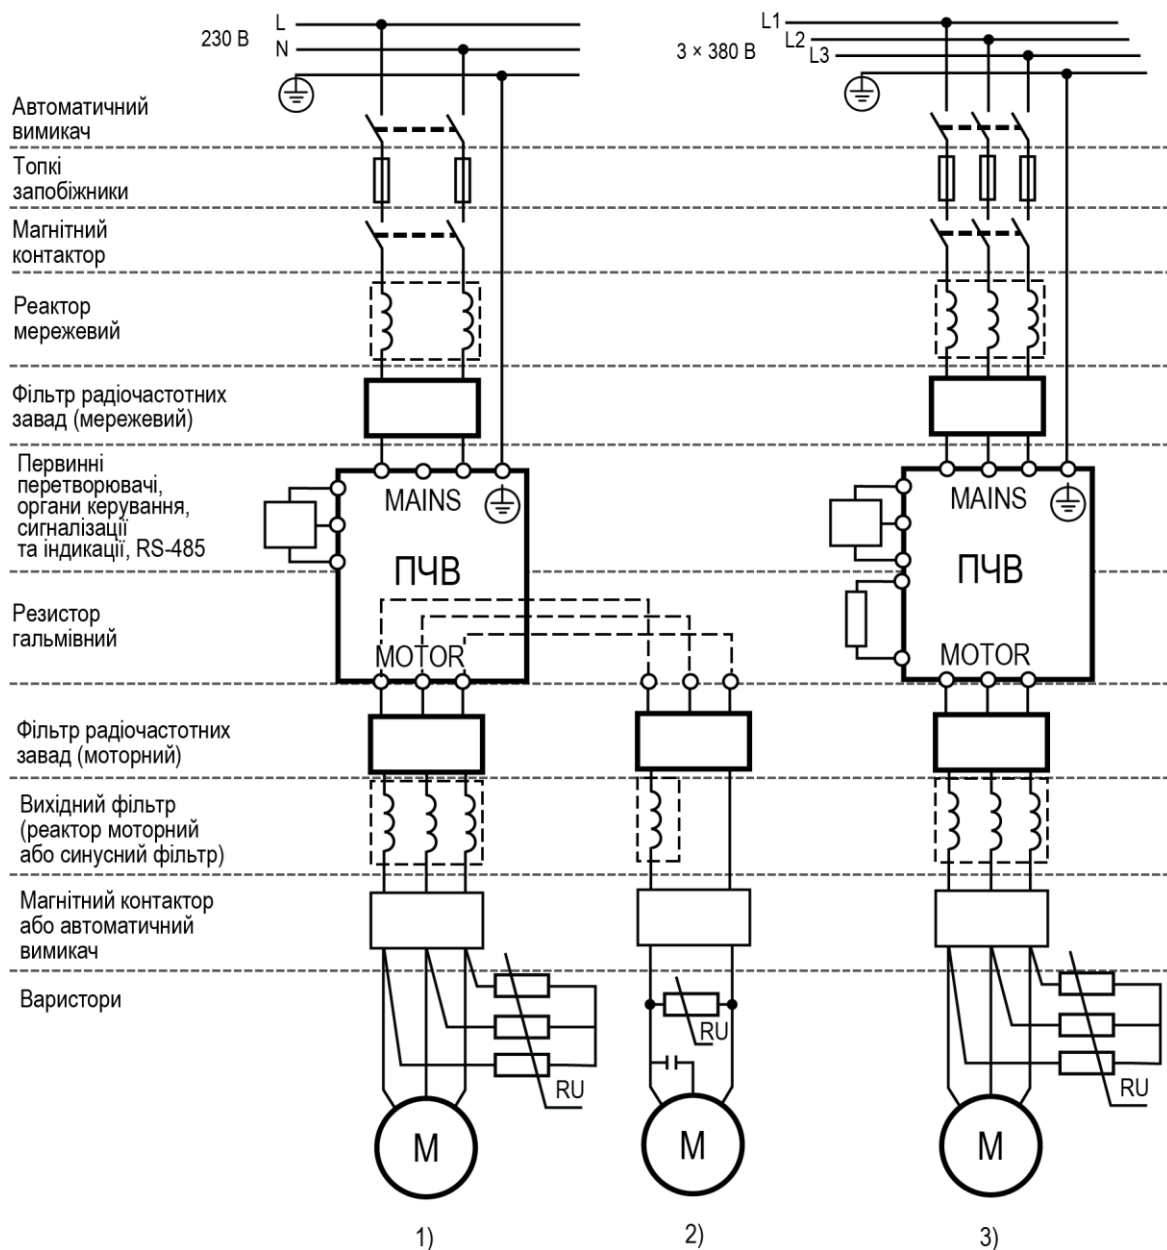 L
230 В
N
L1
L2
3 × 380 В
L3
Автоматичний
вимикач
Топкі
запобіжники
Магнітний
контактор
Реактор
мережевий
Фільтр радіочастотних
завад (мережевий)
Первинні
перетворювачі,
органи керування,
сигналізації
та індикації, RS-485
MAINS
ПЧВ
MOTOR
MAINS
ПЧВ
MOTOR
Резистор
гальмівний
Фільтр радіочастотних
завад (моторний)
Вихідний фільтр
(реактор моторний
або синусний фільтр)
Магнітний контактор
або автоматичний
вимикач
Варистори
RU
RU
RU
M
M
M
1)
2)
3)